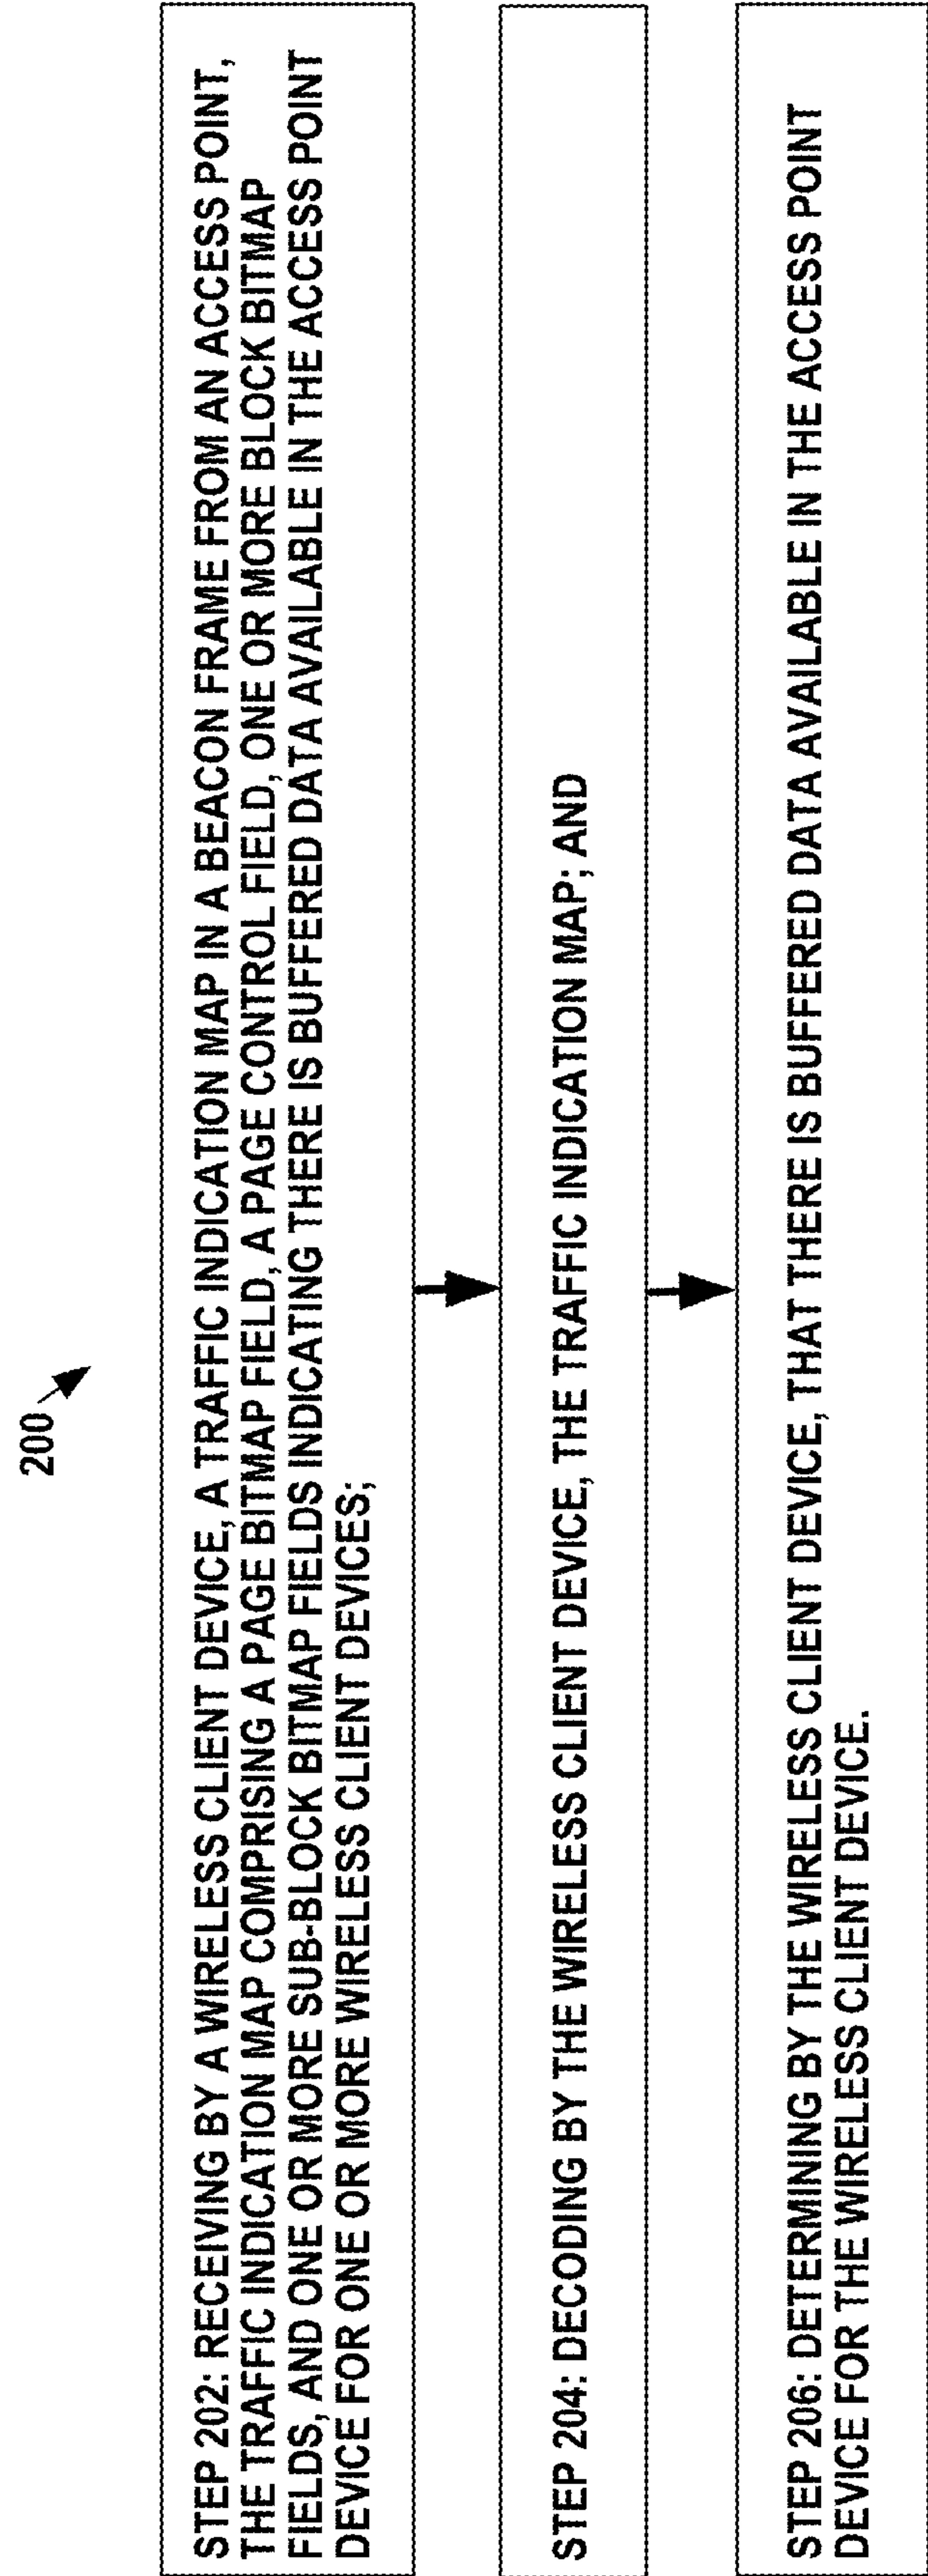 200
STEP 202: RECEIVING BY A WIRELESS CLIENT DEVICE, A TRAFFIC INDICATION MAP IN A BEACON FRAME FROM AN ACCESS POINT,
THE TRAFFIC INDICATION MAP COMPRISING A PAGE BITMAP FIELD, A PAGE CONTROL FIELD, ONE OR MORE BLOCK BITMAP
FIELDS, AND ONE OR MORE SUB-BLOCK BITMAP FIELDS INDICATING THERE IS BUFFERED DATA AVAILABLE IN THE ACCESS POINT
DEVICE FOR ONE OR MORE WIRELESS CLIENT DEVICES;
STEP 204: DECODING BY THE WIRELESS CLIENT DEVICE, THE TRAFFIC INDICATION MAP; AND
STEP 206: DETERMINING BY THE WIRELESS CLIENT DEVICE, THAT THERE IS BUFFERED DATA AVAILABLE IN THE ACCESS POINT
DEVICE FOR THE WIRELESS CLIENT DEVICE.